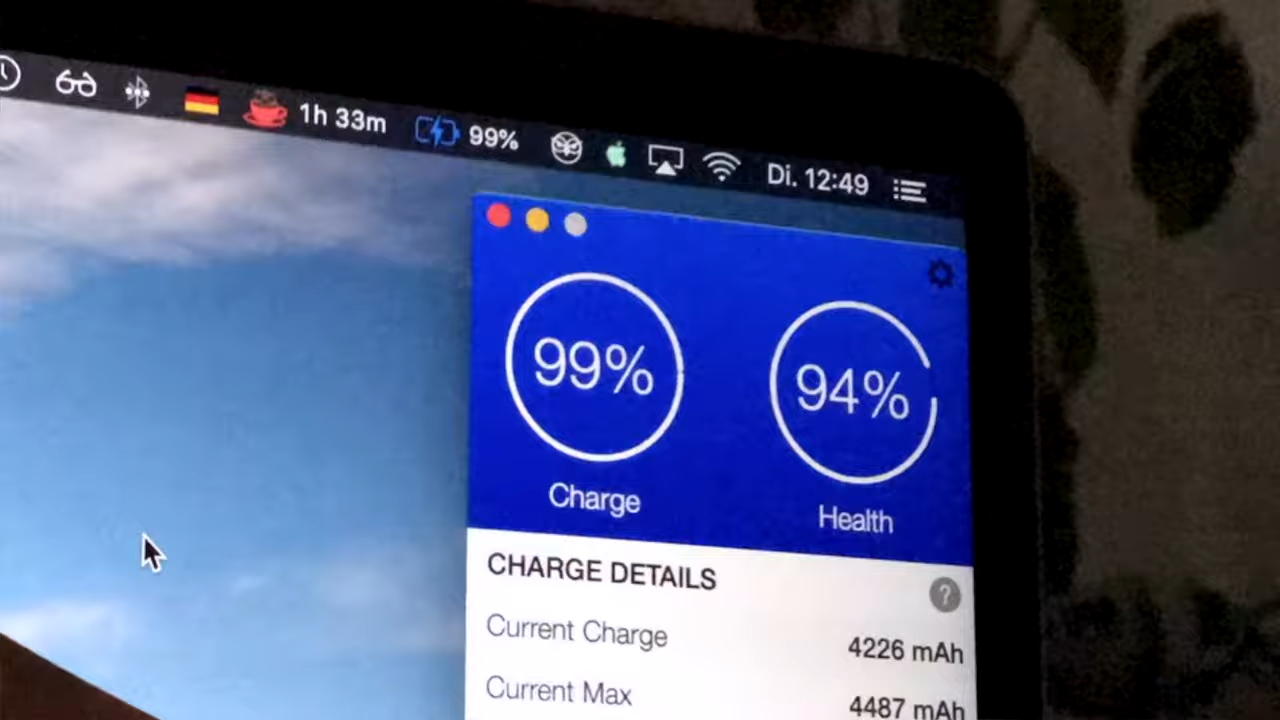 1h 33m 99% Di. 12:49
99% 94%
Charge Health
CHARGE DETAILS ?
Current Charge 4226 mAh
Current Max 4487 mAh